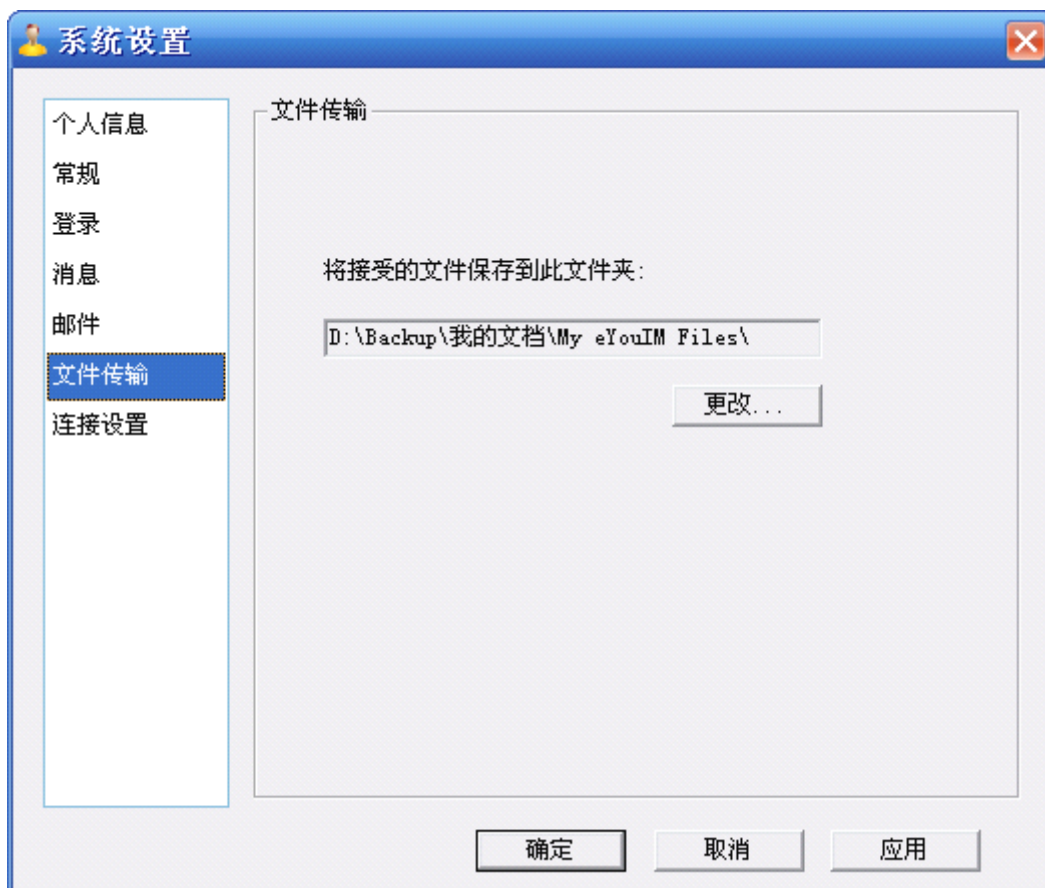 系统设置
个人信息
常规
登录
消息
邮件
文件传输
连接设置
文件传输
将接受的文件保存到此文件夹:
D:\Backup\我的文档\My eYouIM Files\
更改...
确定
取消
应用